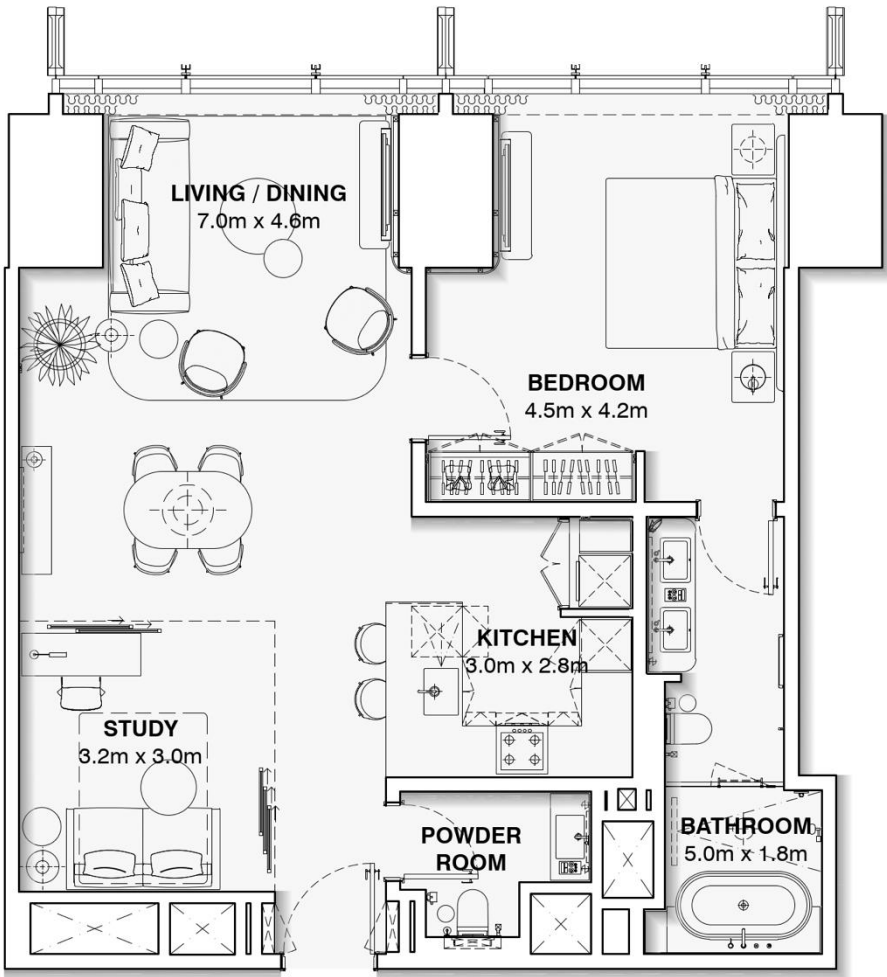 LIVING / DINING
7.0m x 4.6m
BEDROOM
4.5m x 4.2m
KITCHEN
3.0m x 2.8m
STUDY
3.2m x 3.0m
POWDER
ROOM
BATHROOM
5.0m x 1.8m